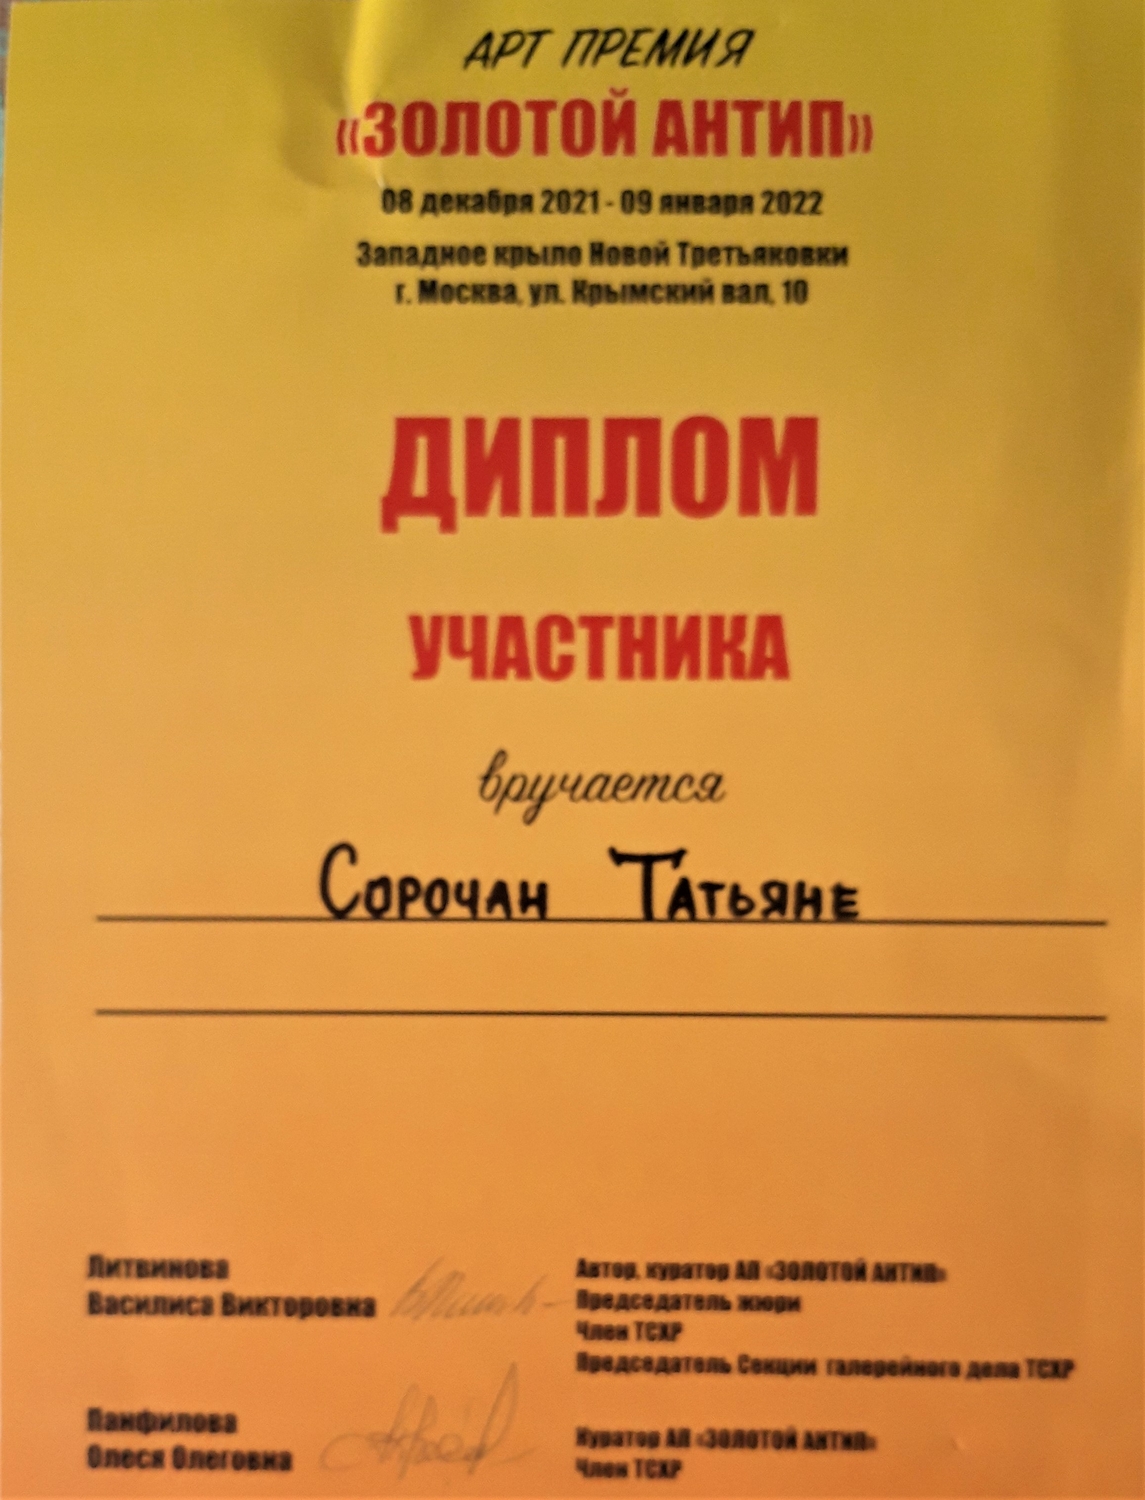 АРТ ПРЕМИЯ
«ЗОЛОТОЙ АНТИП»
08 декабря 2021 - 09 января 2022
Западное крыло Новой Третьяковки
г. Москва, ул. Крымский вал, 10
ДИПЛОМ
УЧАСТНИКА
вручается
Сорочан Татьяне
Литвинова
Василиса Викторовна
Автор, куратор АП «ЗОЛОТОЙ АНТИП»
Председатель жюри
Член ТСХР
Председатель Секции галерейного дела ТСХР
Панфилова
Олеся Олеговна
Куратор АП «ЗОЛОТОЙ АНТИП»
Член ТСХР